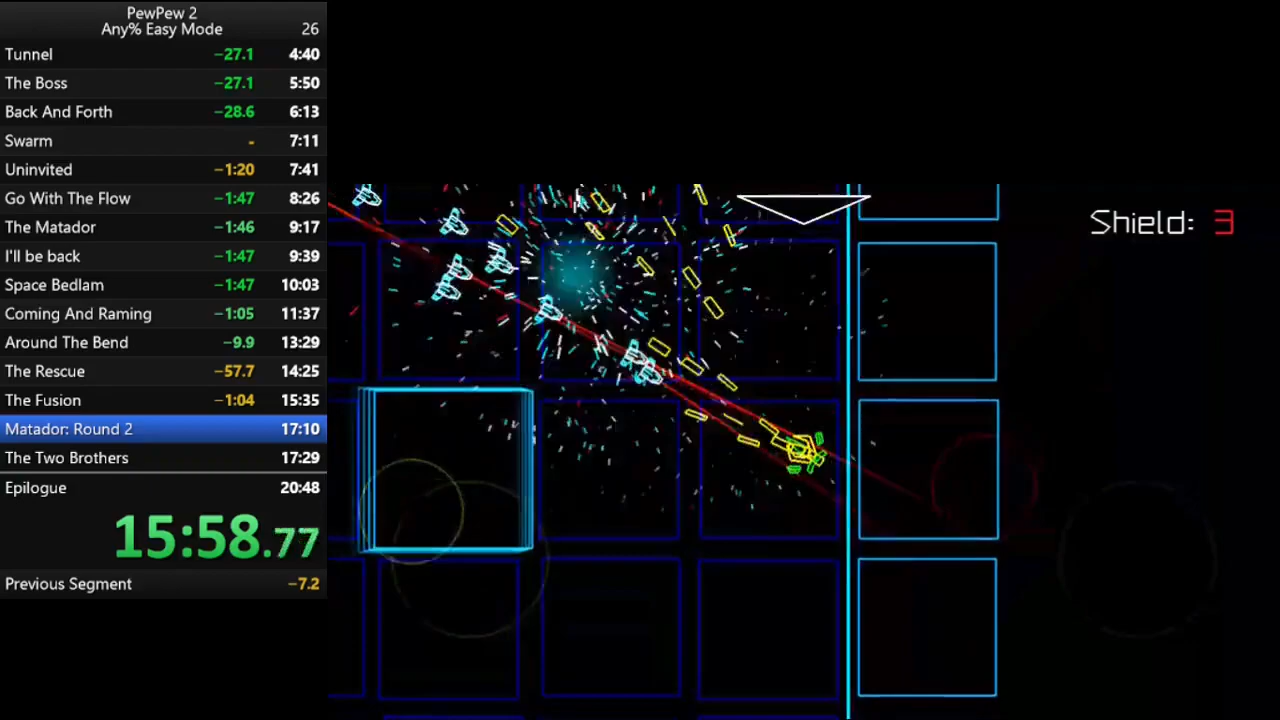 PewPew 2
Any% Easy Mode 26
Tunnel −27.1 4:40
The Boss −27.1 5:50
Back And Forth −28.6 6:13
Swarm - 7:11
Uninvited −1:20 7:41
Go With The Flow −1:47 8:26
The Matador −1:46 9:17
I'll be back −1:47 9:39
Space Bedlam −1:47 10:03
Coming And Raming −1:05 11:37
Around The Bend −9.9 13:29
The Rescue −57.7 14:25
The Fusion −1:04 15:35
Matador: Round 2 17:10
The Two Brothers 17:29
Epilogue 20:48
15:58.77
Previous Segment −7.2
Shield: 3